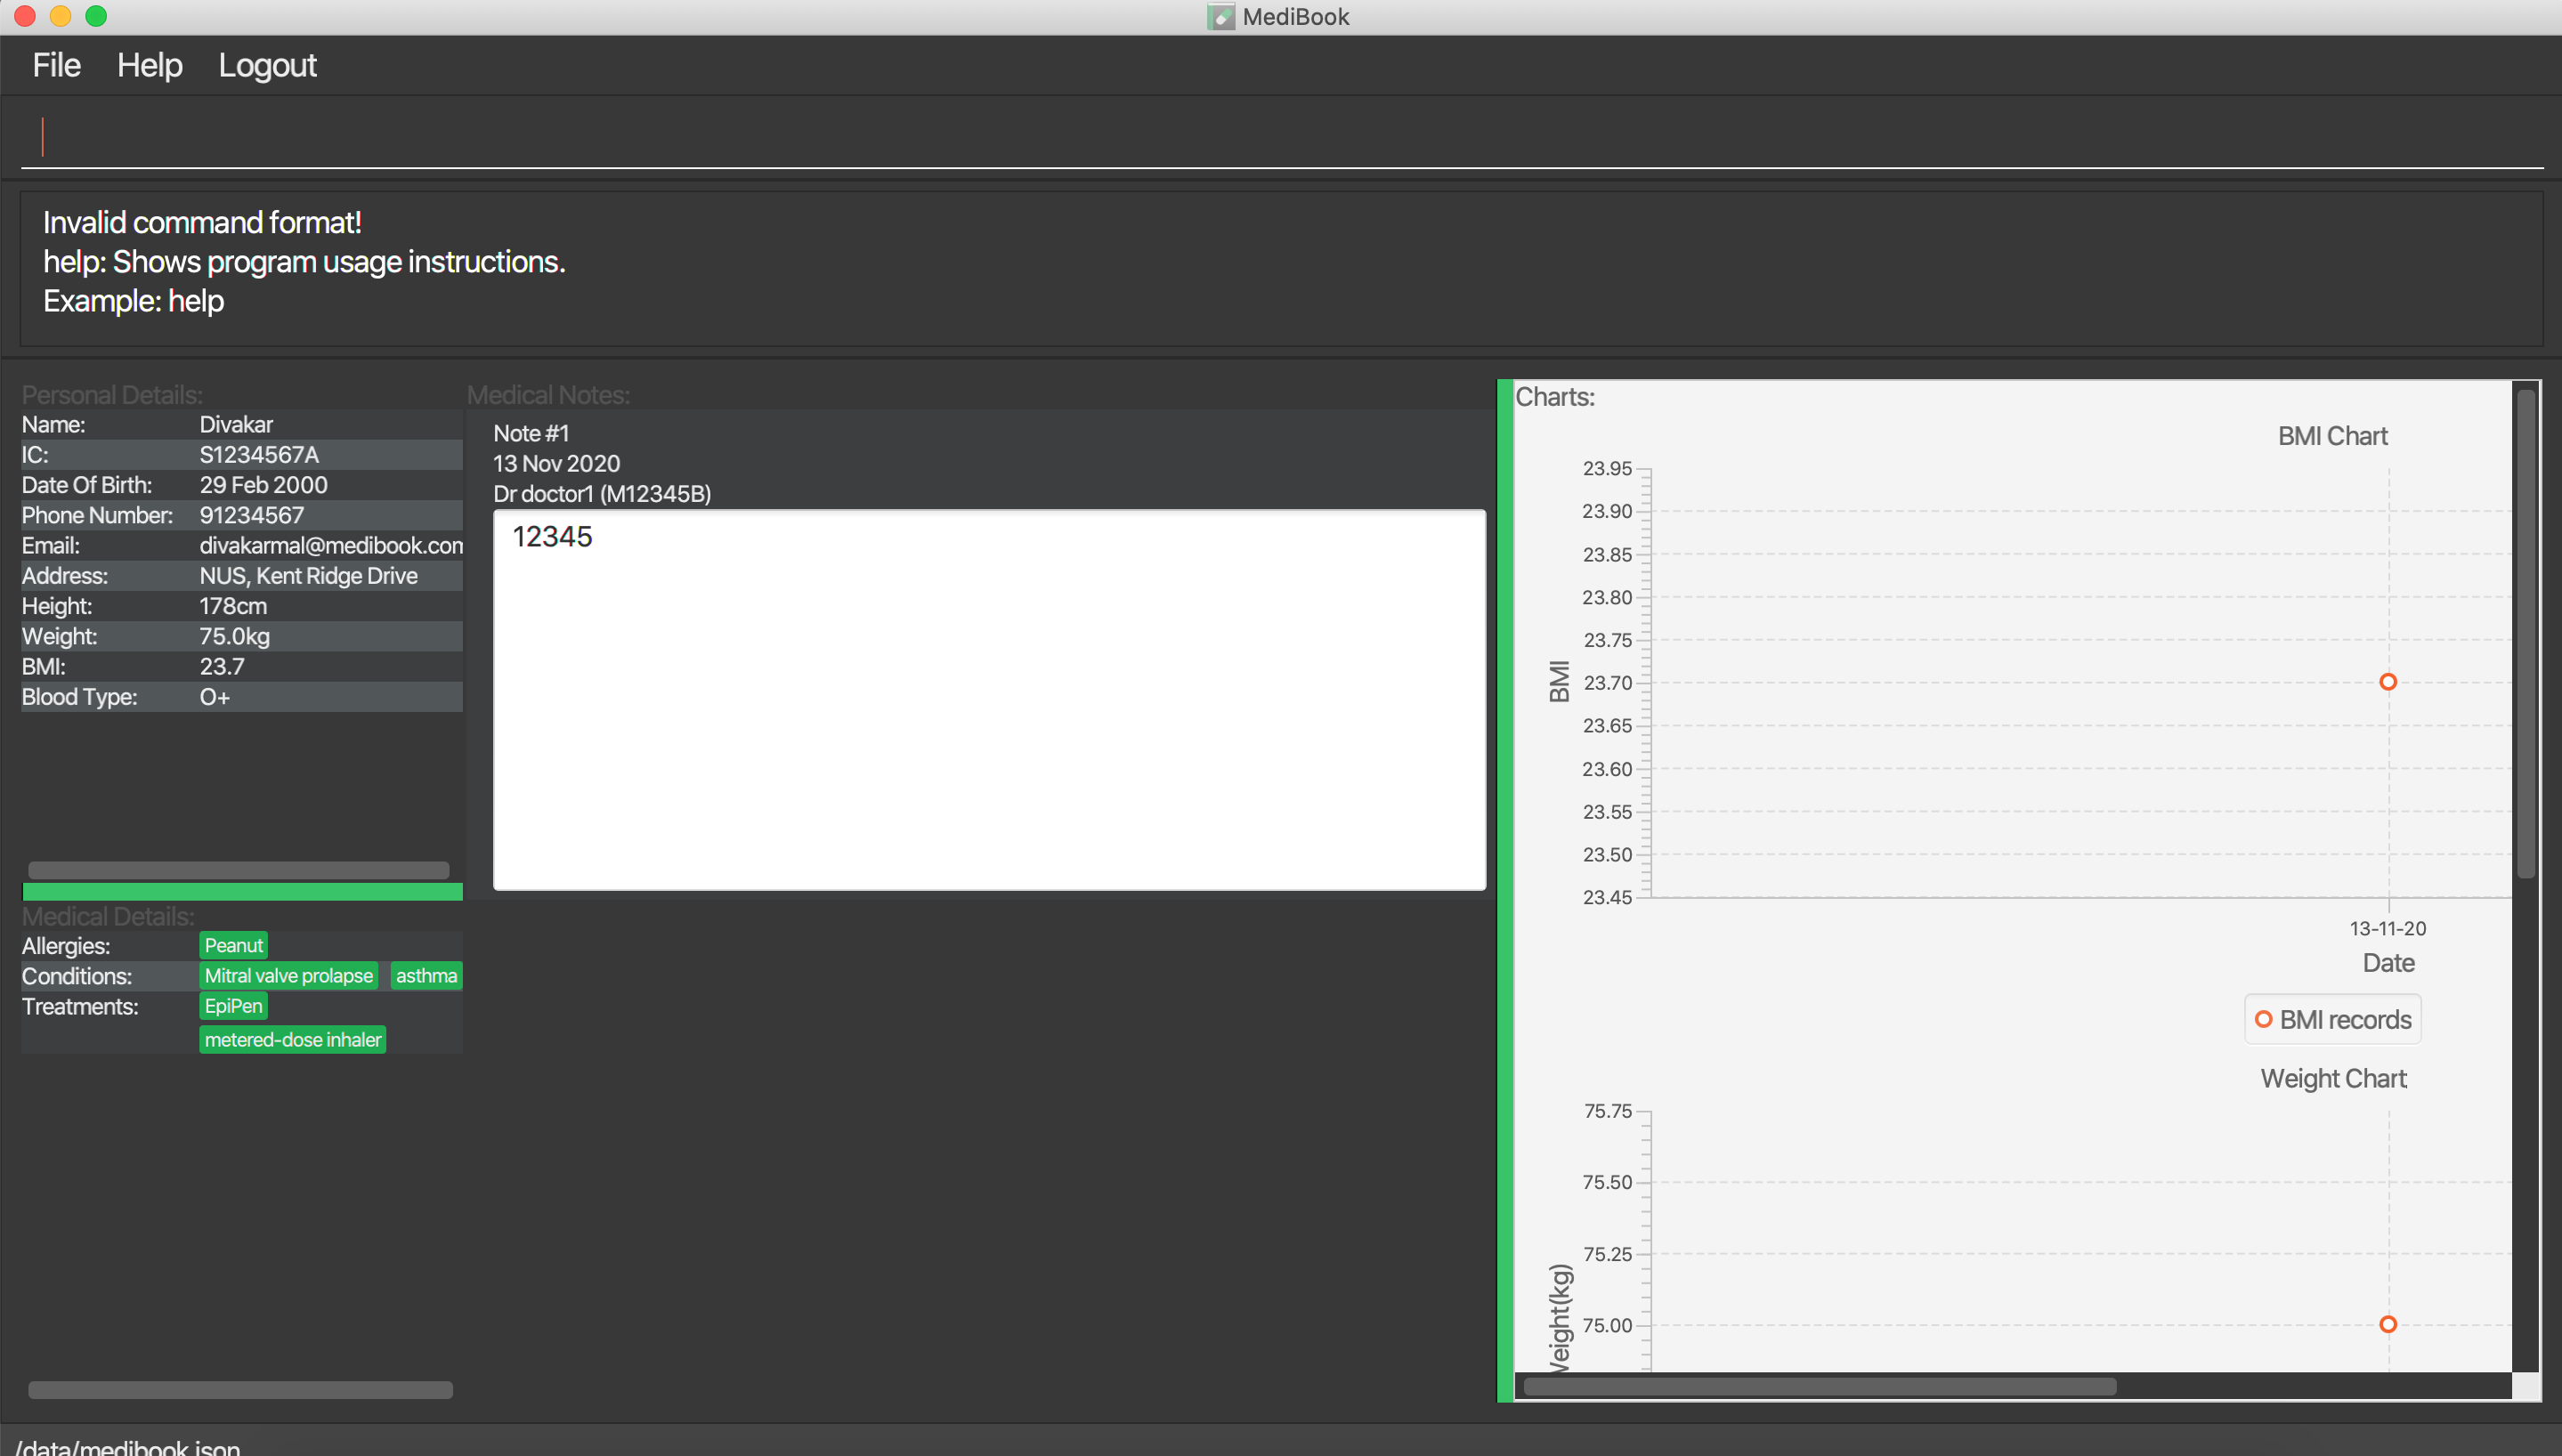 MediBook
File Help Logout
Invalid command format!
help: Shows program usage instructions.
Example: help
Personal Details:
Name: Divakar
IC: S1234567A
Date Of Birth: 29 Feb 2000
Phone Number: 91234567
Email: divakarmal@medibook.com
Address: NUS, Kent Ridge Drive
Height: 178cm
Weight: 75.0kg
BMI: 23.7
Blood Type: O+
Medical Details:
Allergies: Peanut
Conditions: Mitral valve prolapse asthma
Treatments: EpiPen
metered-dose inhaler
Medical Notes:
Note #1
13 Nov 2020
Dr doctor1 (M12345B)
12345
Charts:
BMI Chart
23.95
23.90
23.85
23.80
23.75
23.70
23.65
23.60
23.55
23.50
23.45
BMI
13-11-20
Date
BMI records
Weight Chart
75.75
75.50
75.25
75.00
Weight(kg)
/data/medibook.json